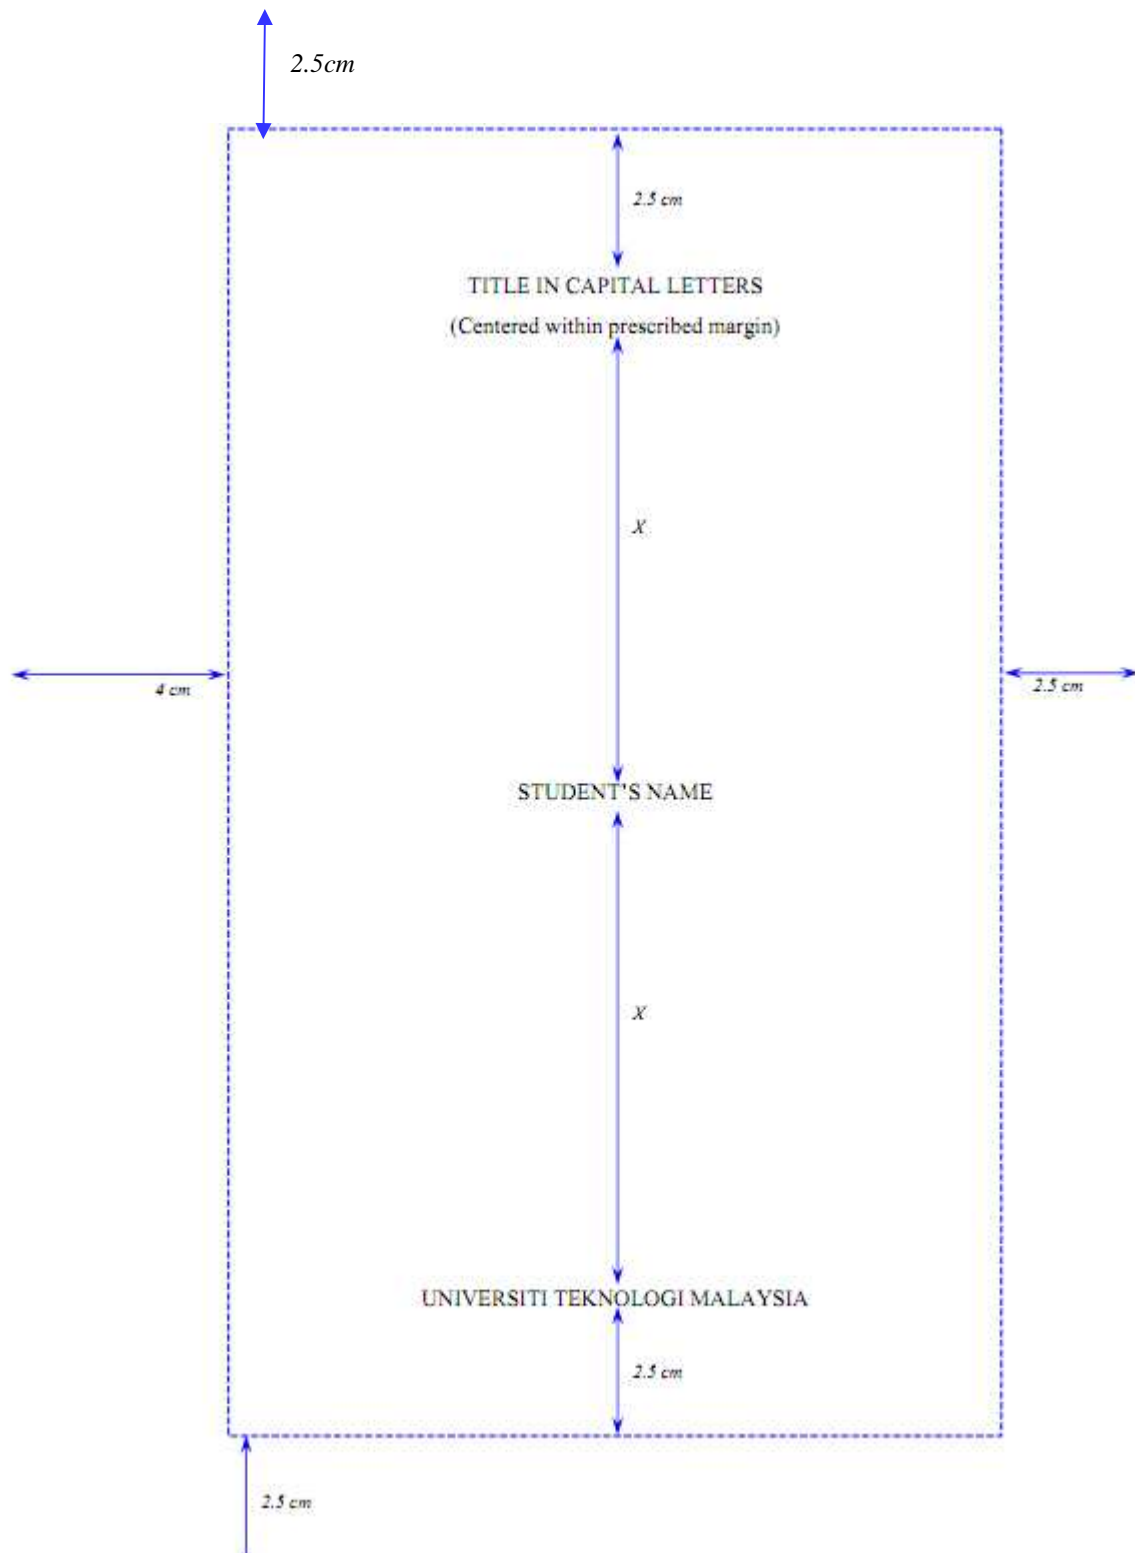 2.5cm
2.5 cm
TITLE IN CAPITAL LETTERS
(Centered within prescribed margin)
X
4 cm
2.5 cm
STUDENT'S NAME
X
UNIVERSITI TEKNOLOGI MALAYSIA
2.5 cm
2.5 cm